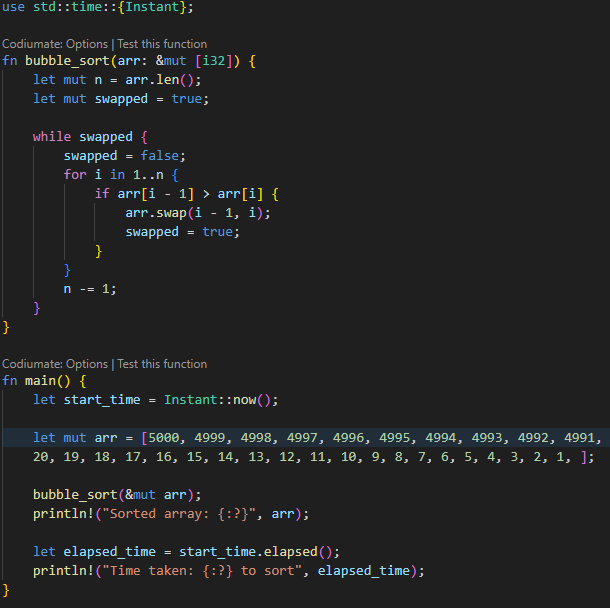 use std::time::{Instant};
Codiumate: Options | Test this function
fn bubble_sort(arr: &mut [i32]) {
    let mut n = arr.len();
    let mut swapped = true;
    while swapped {
        swapped = false;
        for i in 1..n {
            if arr[i - 1] > arr[i] {
                arr.swap(i - 1, i);
                swapped = true;
            }
        }
        n -= 1;
    }
}
Codiumate: Options | Test this function
fn main() {
    let start_time = Instant::now();
    let mut arr = [5000, 4999, 4998, 4997, 4996, 4995, 4994, 4993, 4992, 4991,
    20, 19, 18, 17, 16, 15, 14, 13, 12, 11, 10, 9, 8, 7, 6, 5, 4, 3, 2, 1, ];
    bubble_sort(&mut arr);
    println!("Sorted array: {:?}", arr);
    let elapsed_time = start_time.elapsed();
    println!("Time taken: {:?} to sort", elapsed_time);
}